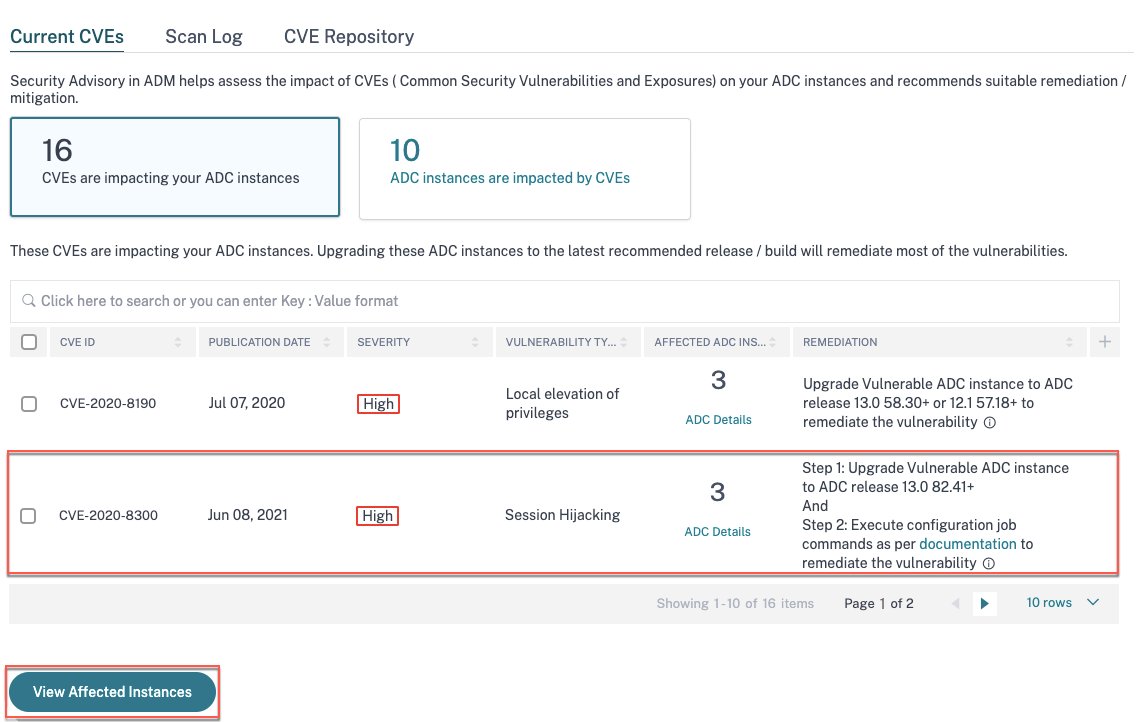 Current CVEs Scan Log CVE Repository
Security Advisory in ADM helps assess the impact of CVEs ( Common Security Vulnerabilities and Exposures) on your ADC instances and recommends suitable remediation /
mitigation.
16
CVEs are impacting your ADC instances
10
ADC instances are impacted by CVEs
These CVEs are impacting your ADC instances. Upgrading these ADC instances to the latest recommended release / build will remediate most of the vulnerabilities.
Click here to search or you can enter Key : Value format
CVE ID PUBLICATION DATE SEVERITY VULNERABILITY TY... AFFECTED ADC INS... REMEDIATION +
CVE-2020-8190
Jul 07, 2020
High
Local elevation of
privileges
3
ADC Details
Upgrade Vulnerable ADC instance to ADC
release 13.0 58.30+ or 12.1 57.18+ to
remediate the vulnerability
CVE-2020-8300
Jun 08, 2021
High
Session Hijacking
3
ADC Details
Step 1: Upgrade Vulnerable ADC instance
to ADC release 13.0 82.41+
And
Step 2: Execute configuration job
commands as per documentation to
remediate the vulnerability
Showing 1-10 of 16 items Page 1 of 2 10 rows
View Affected Instances